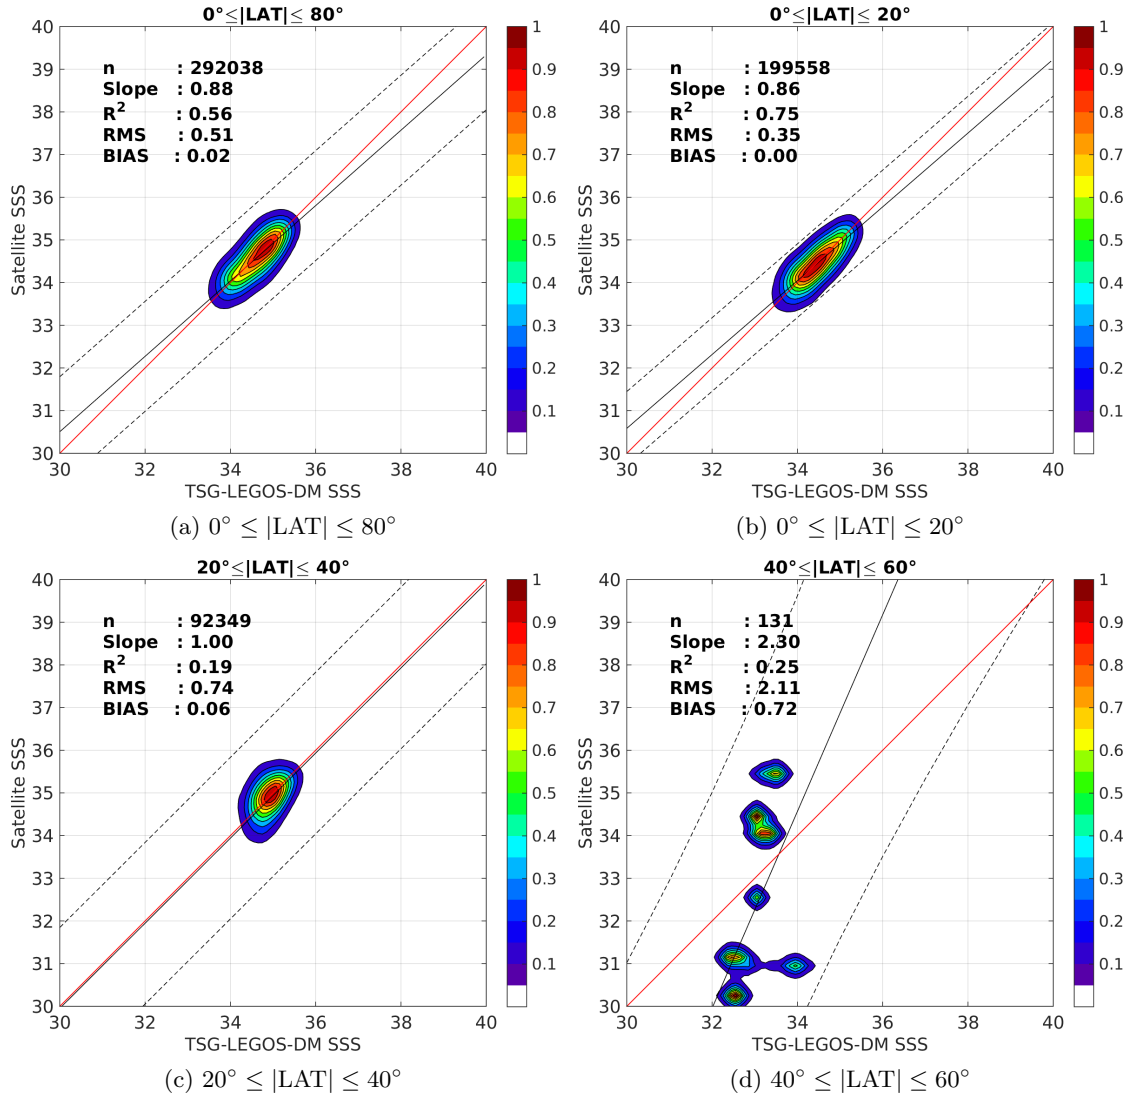 0°≤|LAT|≤ 80°
n : 292038
Slope : 0.88
R2 : 0.56
RMS : 0.51
BIAS : 0.02
40
39
38
37
36
35
34
33
32
31
30
Satellite SSS
30 32 34 36 38 40
TSG-LEGOS-DM SSS
1
0.9
0.8
0.7
0.6
0.5
0.4
0.3
0.2
0.1
(a) 0° ≤ |LAT| ≤ 80°
0°≤|LAT|≤ 20°
n : 199558
Slope : 0.86
R2 : 0.75
RMS : 0.35
BIAS : 0.00
40
39
38
37
36
35
34
33
32
31
30
Satellite SSS
30 32 34 36 38 40
TSG-LEGOS-DM SSS
1
0.9
0.8
0.7
0.6
0.5
0.4
0.3
0.2
0.1
(b) 0° ≤ |LAT| ≤ 20°
20°≤|LAT|≤ 40°
n : 92349
Slope : 1.00
R2 : 0.19
RMS : 0.74
BIAS : 0.06
40
39
38
37
36
35
34
33
32
31
30
Satellite SSS
30 32 34 36 38 40
TSG-LEGOS-DM SSS
1
0.9
0.8
0.7
0.6
0.5
0.4
0.3
0.2
0.1
(c) 20° ≤ |LAT| ≤ 40°
40°≤|LAT|≤ 60°
n : 131
Slope : 2.30
R2 : 0.25
RMS : 2.11
BIAS : 0.72
40
39
38
37
36
35
34
33
32
31
30
Satellite SSS
30 32 34 36 38 40
TSG-LEGOS-DM SSS
1
0.9
0.8
0.7
0.6
0.5
0.4
0.3
0.2
0.1
(d) 40° ≤ |LAT| ≤ 60°